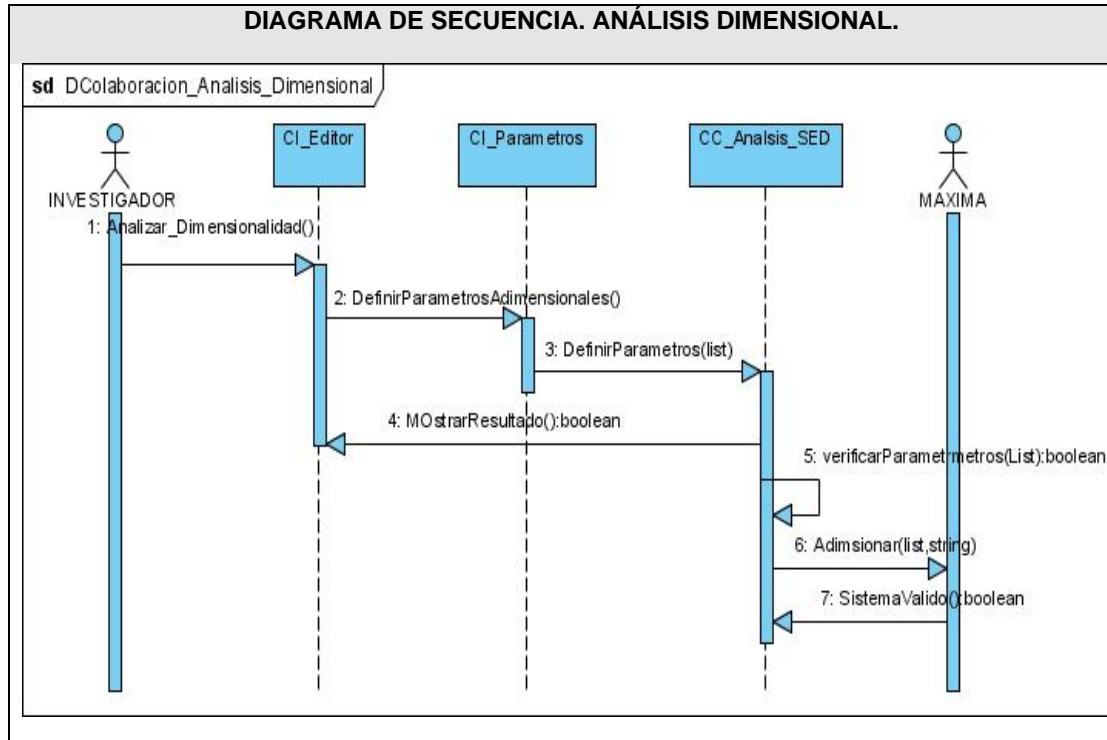 DIAGRAMA DE SECUENCIA. ANÁLISIS DIMENSIONAL.
sd DColaboracion_Analisis_Dimensional
CI_Editor
CI_Parametros
CC_Analsis_SED
INVESTIGADOR
MAXIMA
1: Analizar_Dimensionalidad()
2: DefinirParametrosAdimensionales()
3: DefinirParametros(list)
4: MOstrarResultado():boolean
5: verificarParametrmetros(List):boolean
6: Adimsionar(list,string)
7: SistemaValido():boolean